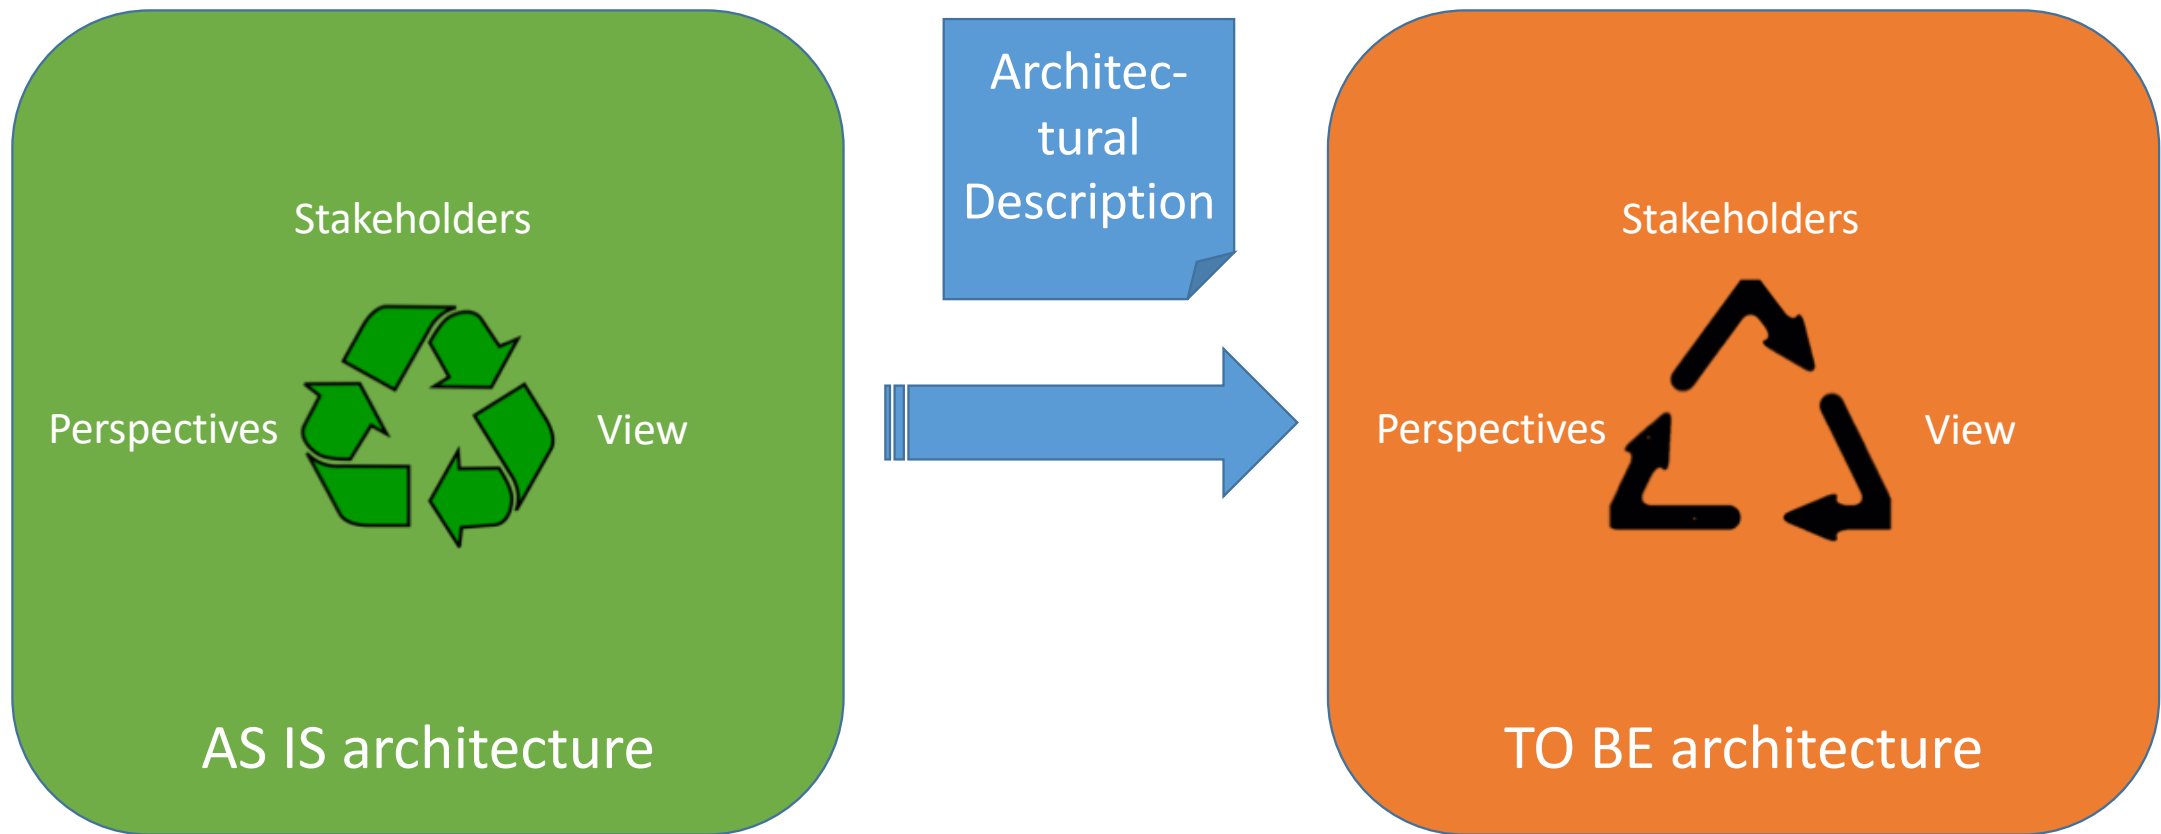 Stakeholders
Perspectives
View
AS IS architecture
Architec-
tural
Description
Stakeholders
Perspectives
View
TO BE architecture